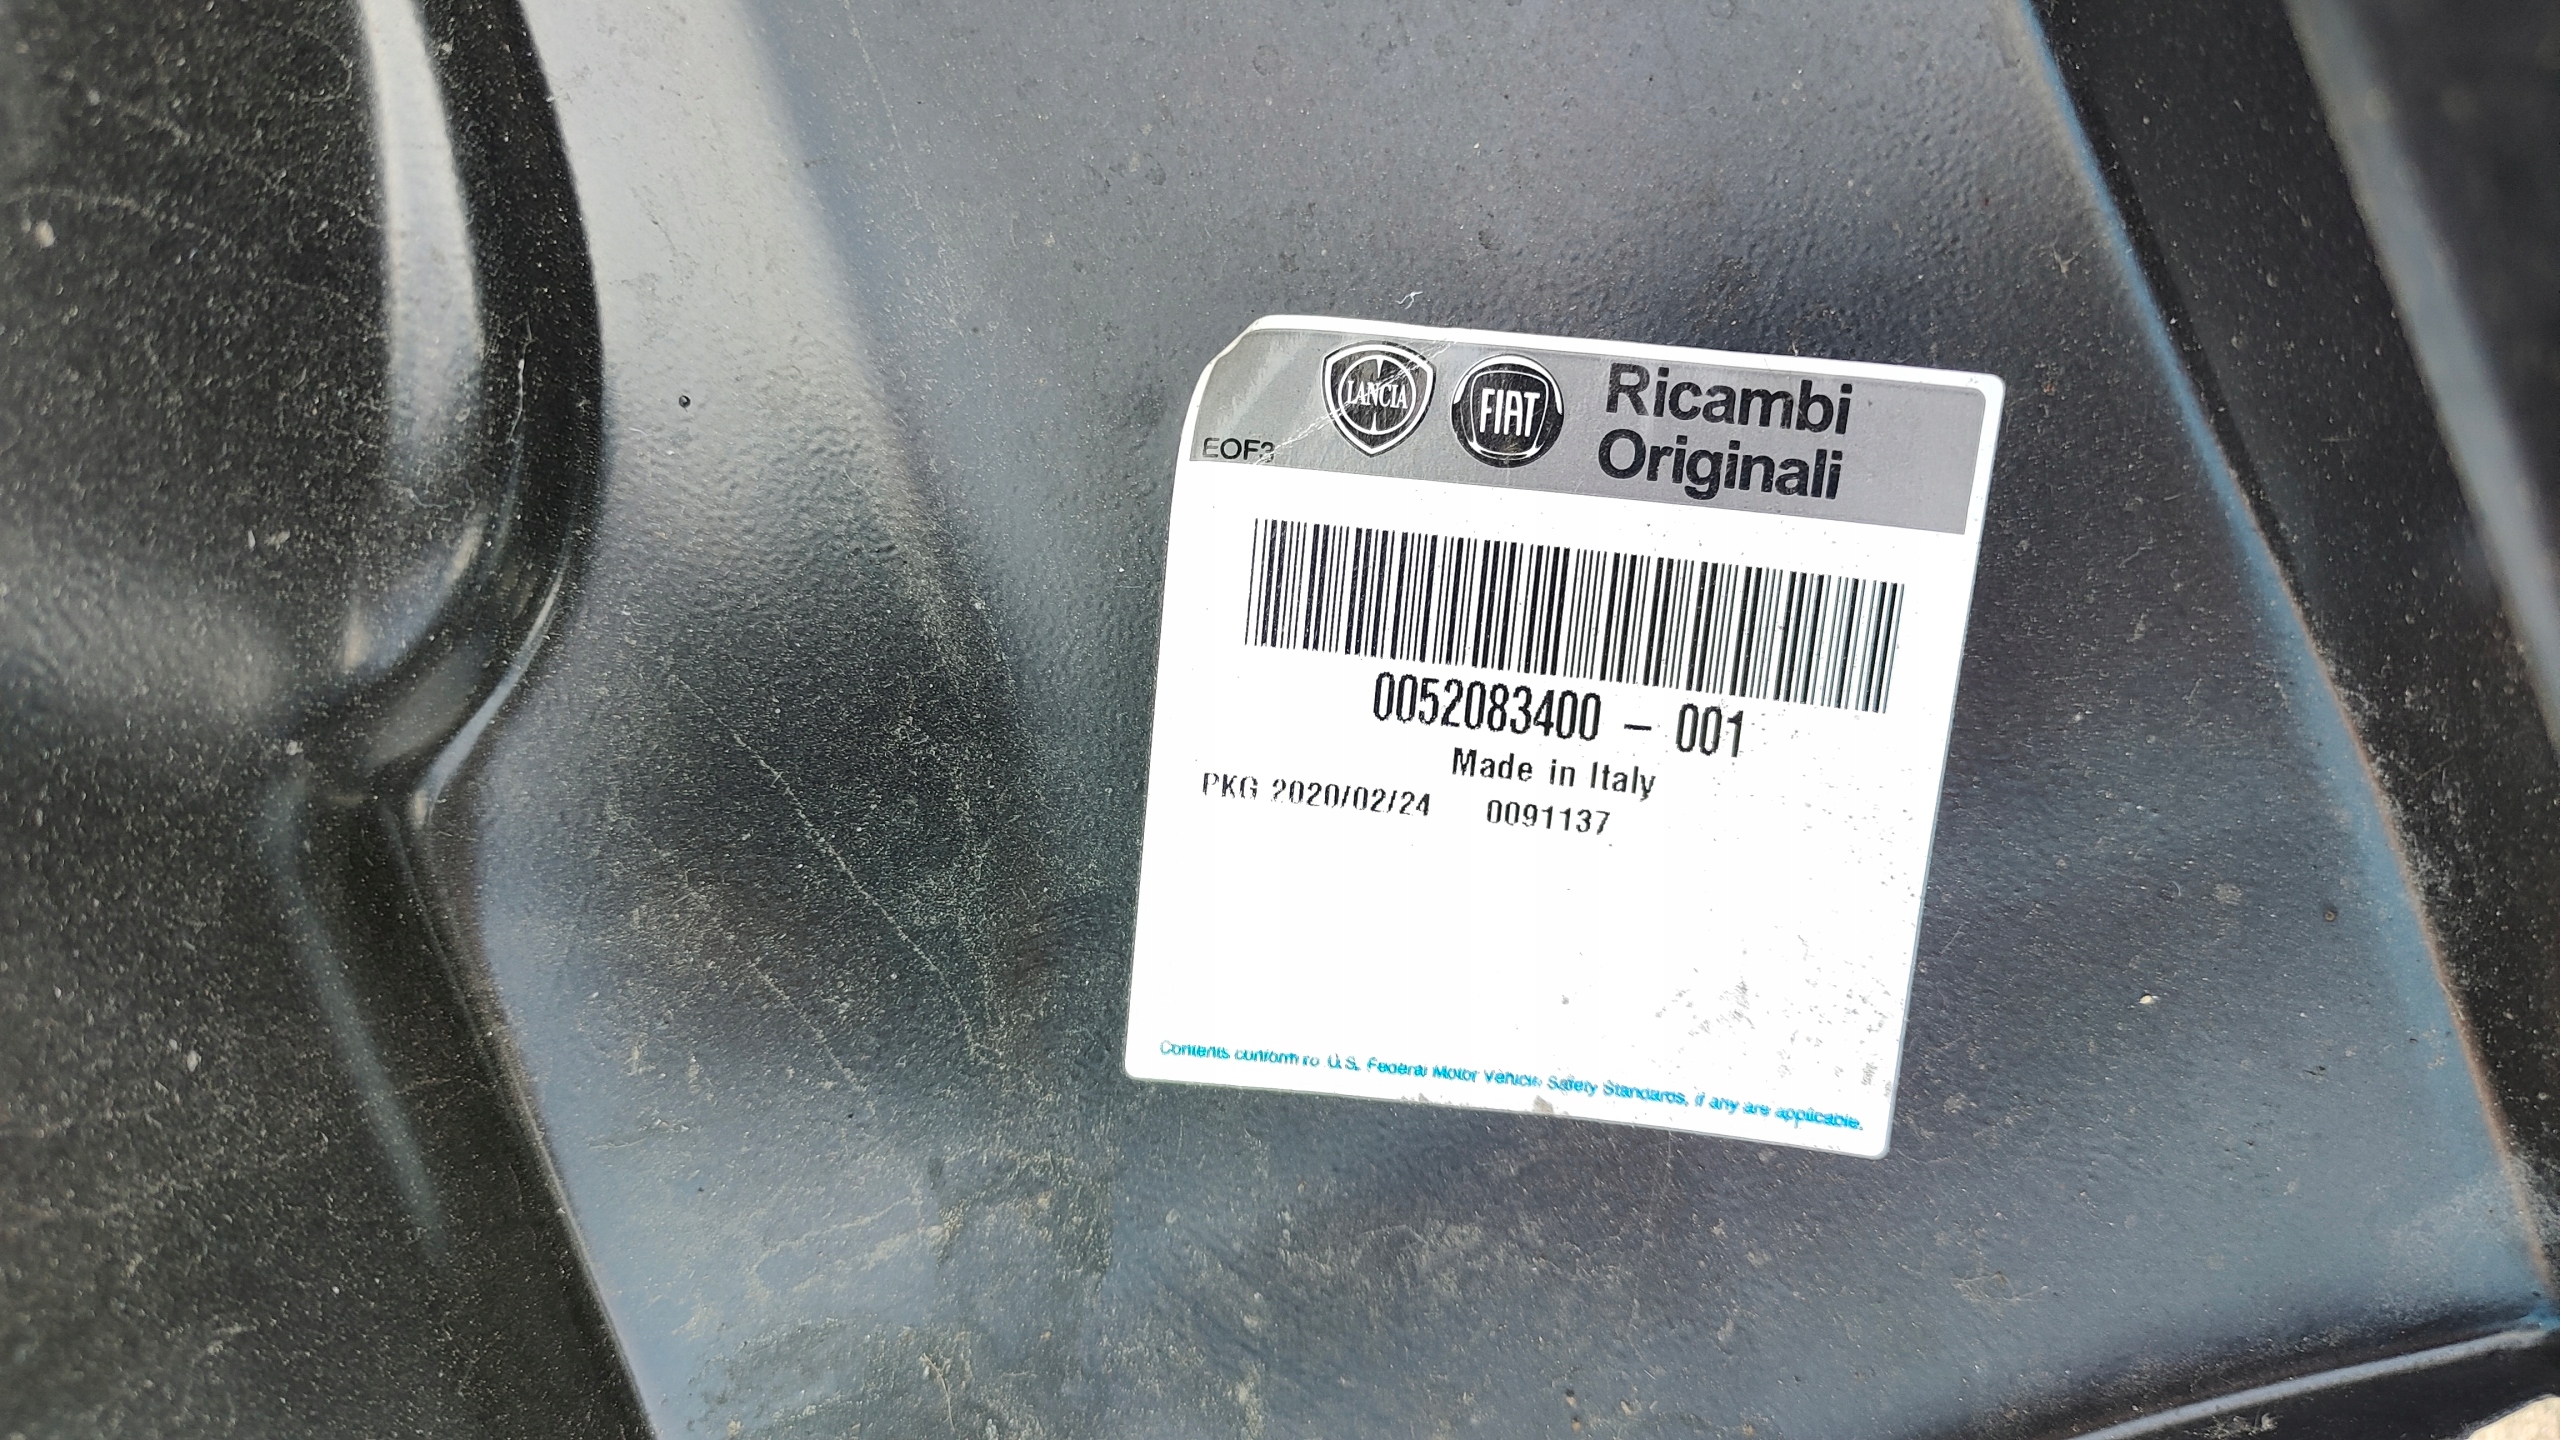 LANCIA
FIAT
Ricambi
Originali
EOF3
0052083400 - 001
Made in Italy
PKG 2020/02/24 0091137
Contents conform to U.S. Federal Motor Vehicle Safety Standards, if any are applicable.